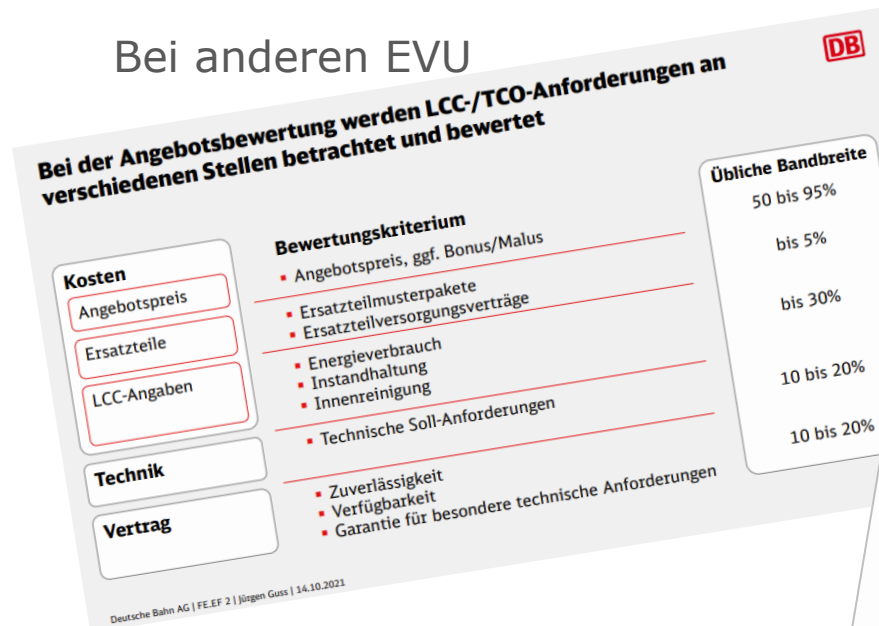 Bei anderen EVU
DB
Bei der Angebotsbewertung werden LCC-/TCO-Anforderungen an
verschiedenen Stellen betrachtet und bewertet
Kosten
Angebotspreis
Ersatzteile
LCC-Angaben
Technik
Vertrag
Bewertungskriterium
▪ Angebotspreis, ggf. Bonus/Malus
▪ Ersatzteilmusterpakete
▪ Ersatzteilversorgungsverträge
▪ Energieverbrauch
▪ Instandhaltung
▪ Innenreinigung
▪ Technische Soll-Anforderungen
▪ Zuverlässigkeit
▪ Verfügbarkeit
▪ Garantie für besondere technische Anforderungen
Übliche Bandbreite
50 bis 95%
bis 5%
bis 30%
10 bis 20%
10 bis 20%
Deutsche Bahn AG | FE.EF 2 | Jürgen Guss | 14.10.2021